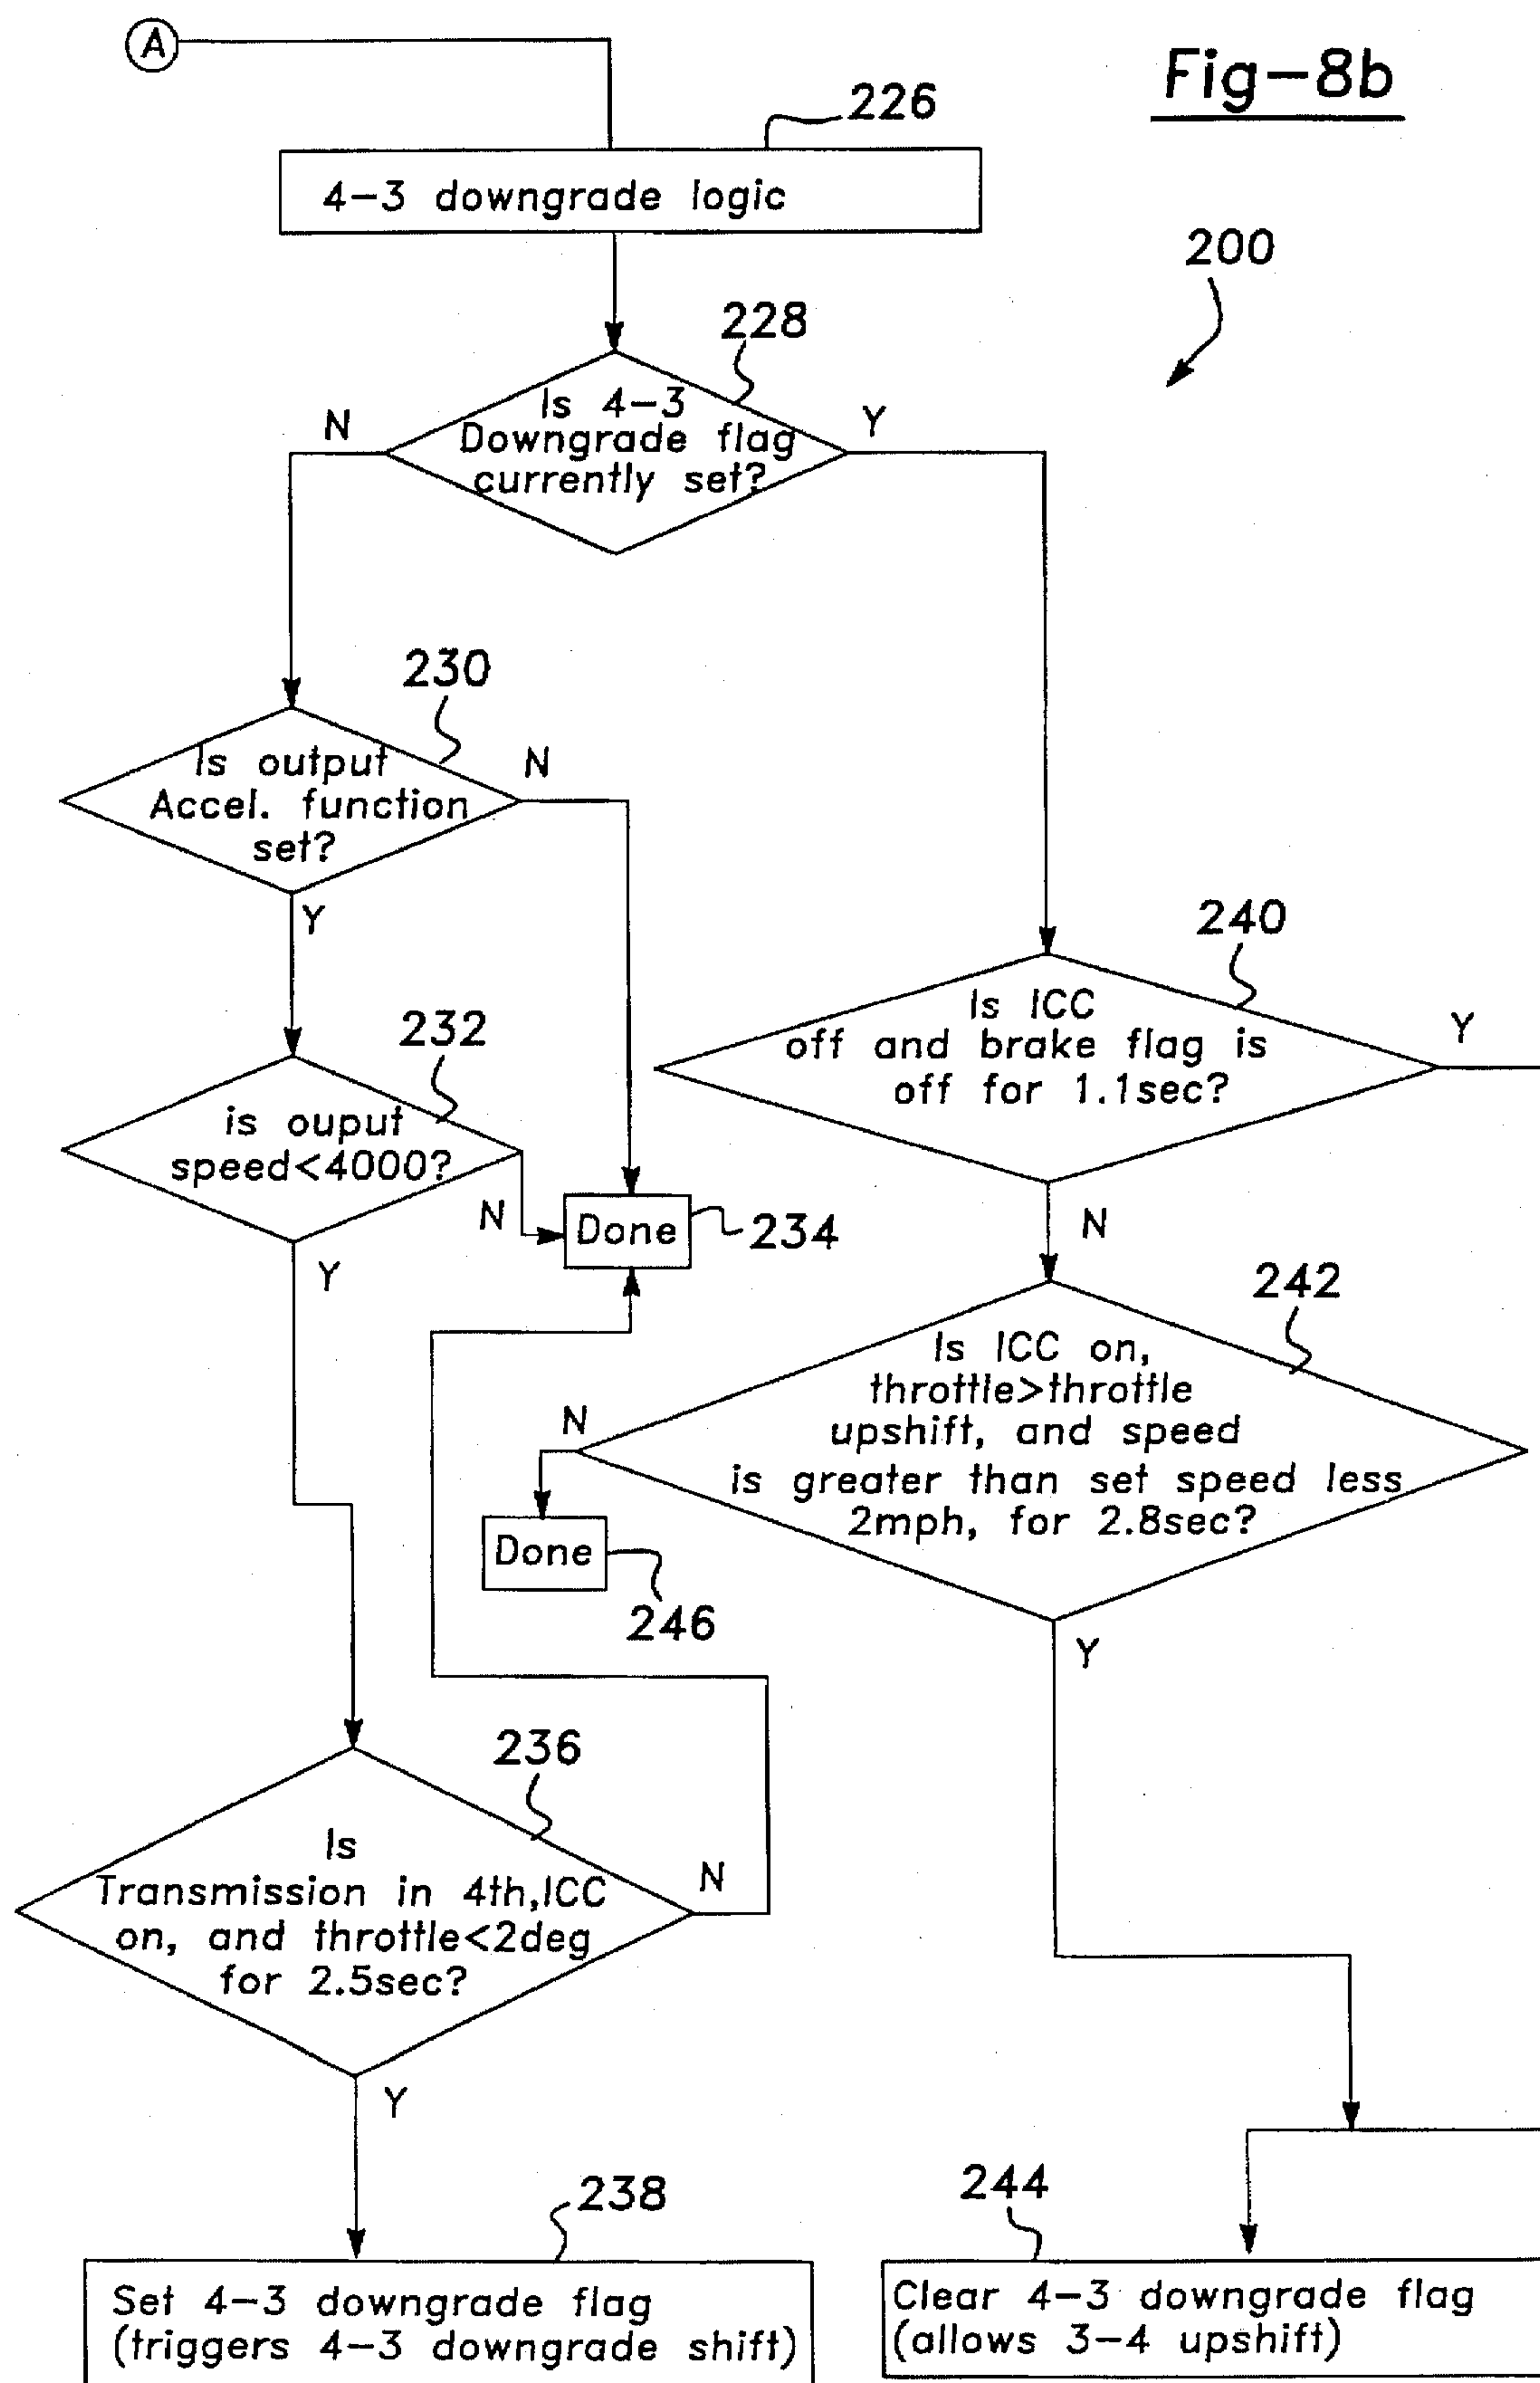 A
Fig-8b
226
4-3 downgrade logic
200
228
Is 4-3
Downgrade flag
currently set?
N
Y
230
Is output
Accel. function
set?
N
Y
240
Is ICC
off and brake flag is
off for 1.1sec?
Y
N
232
is ouput
speed<4000?
N
Y
Done
234
242
Is ICC on,
throttle>throttle
upshift, and speed
is greater than set speed less
2mph, for 2.8sec?
N
Y
Done
246
236
Is
Transmission in 4th,ICC
on, and throttle<2deg
for 2.5sec?
N
Y
238
Set 4-3 downgrade flag
(triggers 4-3 downgrade shift)
244
Clear 4-3 downgrade flag
(allows 3-4 upshift)